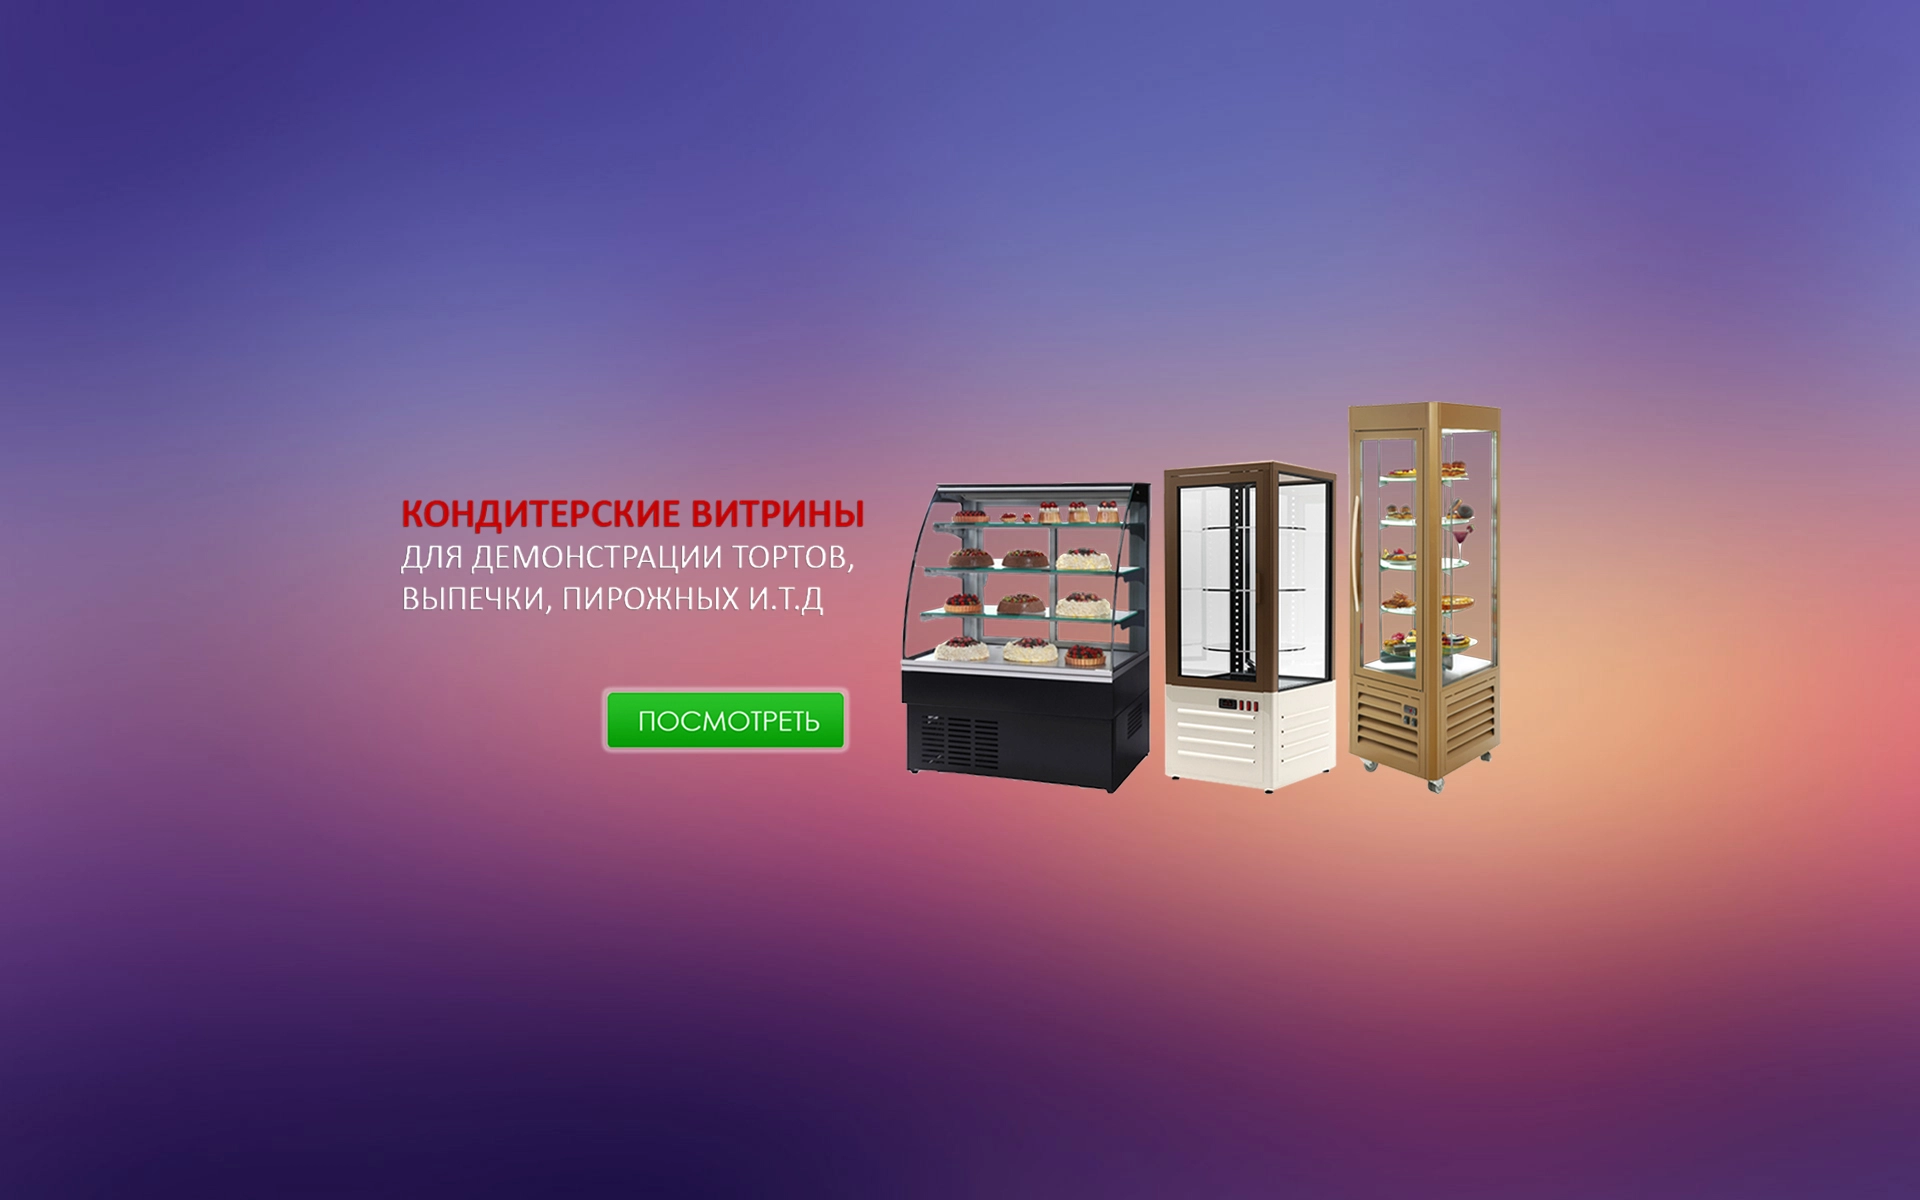 КОНДИТЕРСКИЕ ВИТРИНЫ
ДЛЯ ДЕМОНСТРАЦИИ ТОРТОВ,
ВЫПЕЧКИ, ПИРОЖНЫХ И.Т.Д
ПОСМОТРЕТЬ